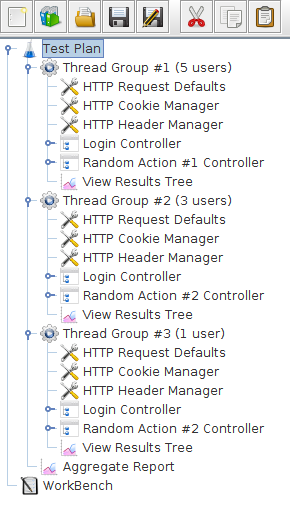 Test Plan
Thread Group #1 (5 users)
HTTP Request Defaults
HTTP Cookie Manager
HTTP Header Manager
Login Controller
Random Action #1 Controller
View Results Tree
Thread Group #2 (3 users)
HTTP Request Defaults
HTTP Cookie Manager
HTTP Header Manager
Login Controller
Random Action #2 Controller
View Results Tree
Thread Group #3 (1 user)
HTTP Request Defaults
HTTP Cookie Manager
HTTP Header Manager
Login Controller
Random Action #2 Controller
View Results Tree
Aggregate Report
WorkBench